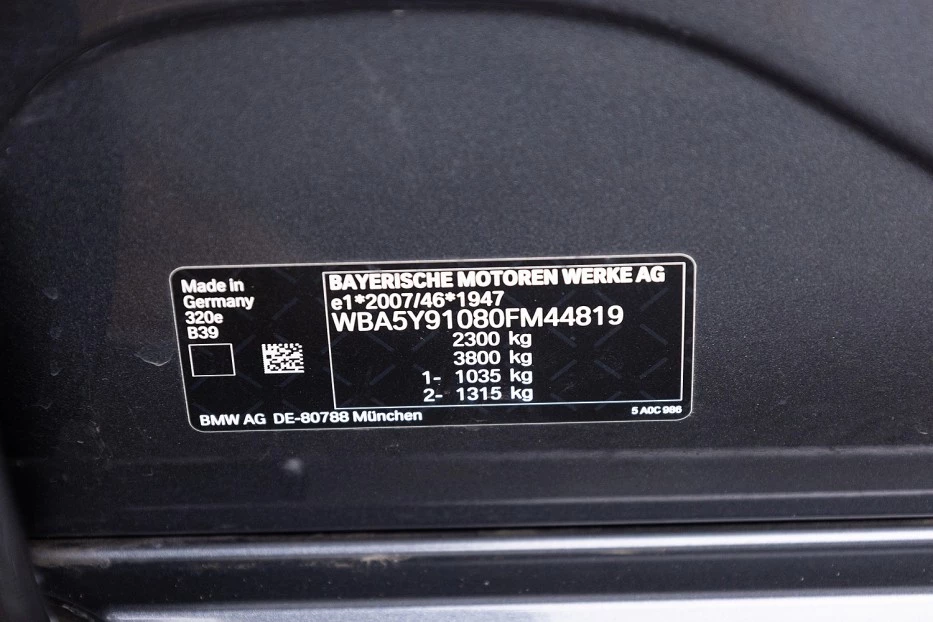 Made in
Germany
320e
B39
BAYERISCHE MOTOREN WERKE AG
e1*2007/46*1947
WBA5Y91080FM44819
2300 kg
3800 kg
1- 1035 kg
2- 1315 kg
BMW AG DE-80788 München
5 A0C 986